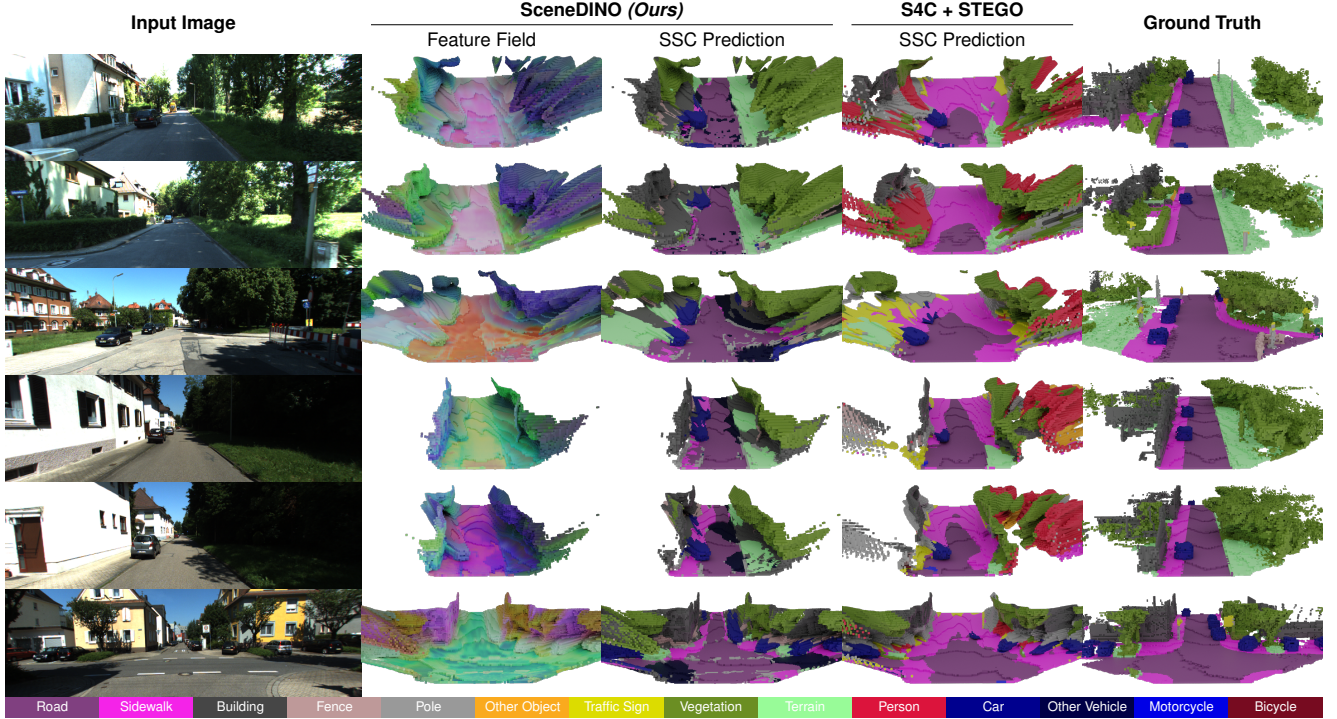 Input Image
SceneDINO (Ours)
S4C + STEGO
Ground Truth
Feature Field
SSC Prediction
SSC Prediction
Road
Sidewalk
Building
Fence
Pole
Other Object
Traffic Sign
Vegetation
Terrain
Person
Car
Other Vehicle
Motorcycle
Bicycle